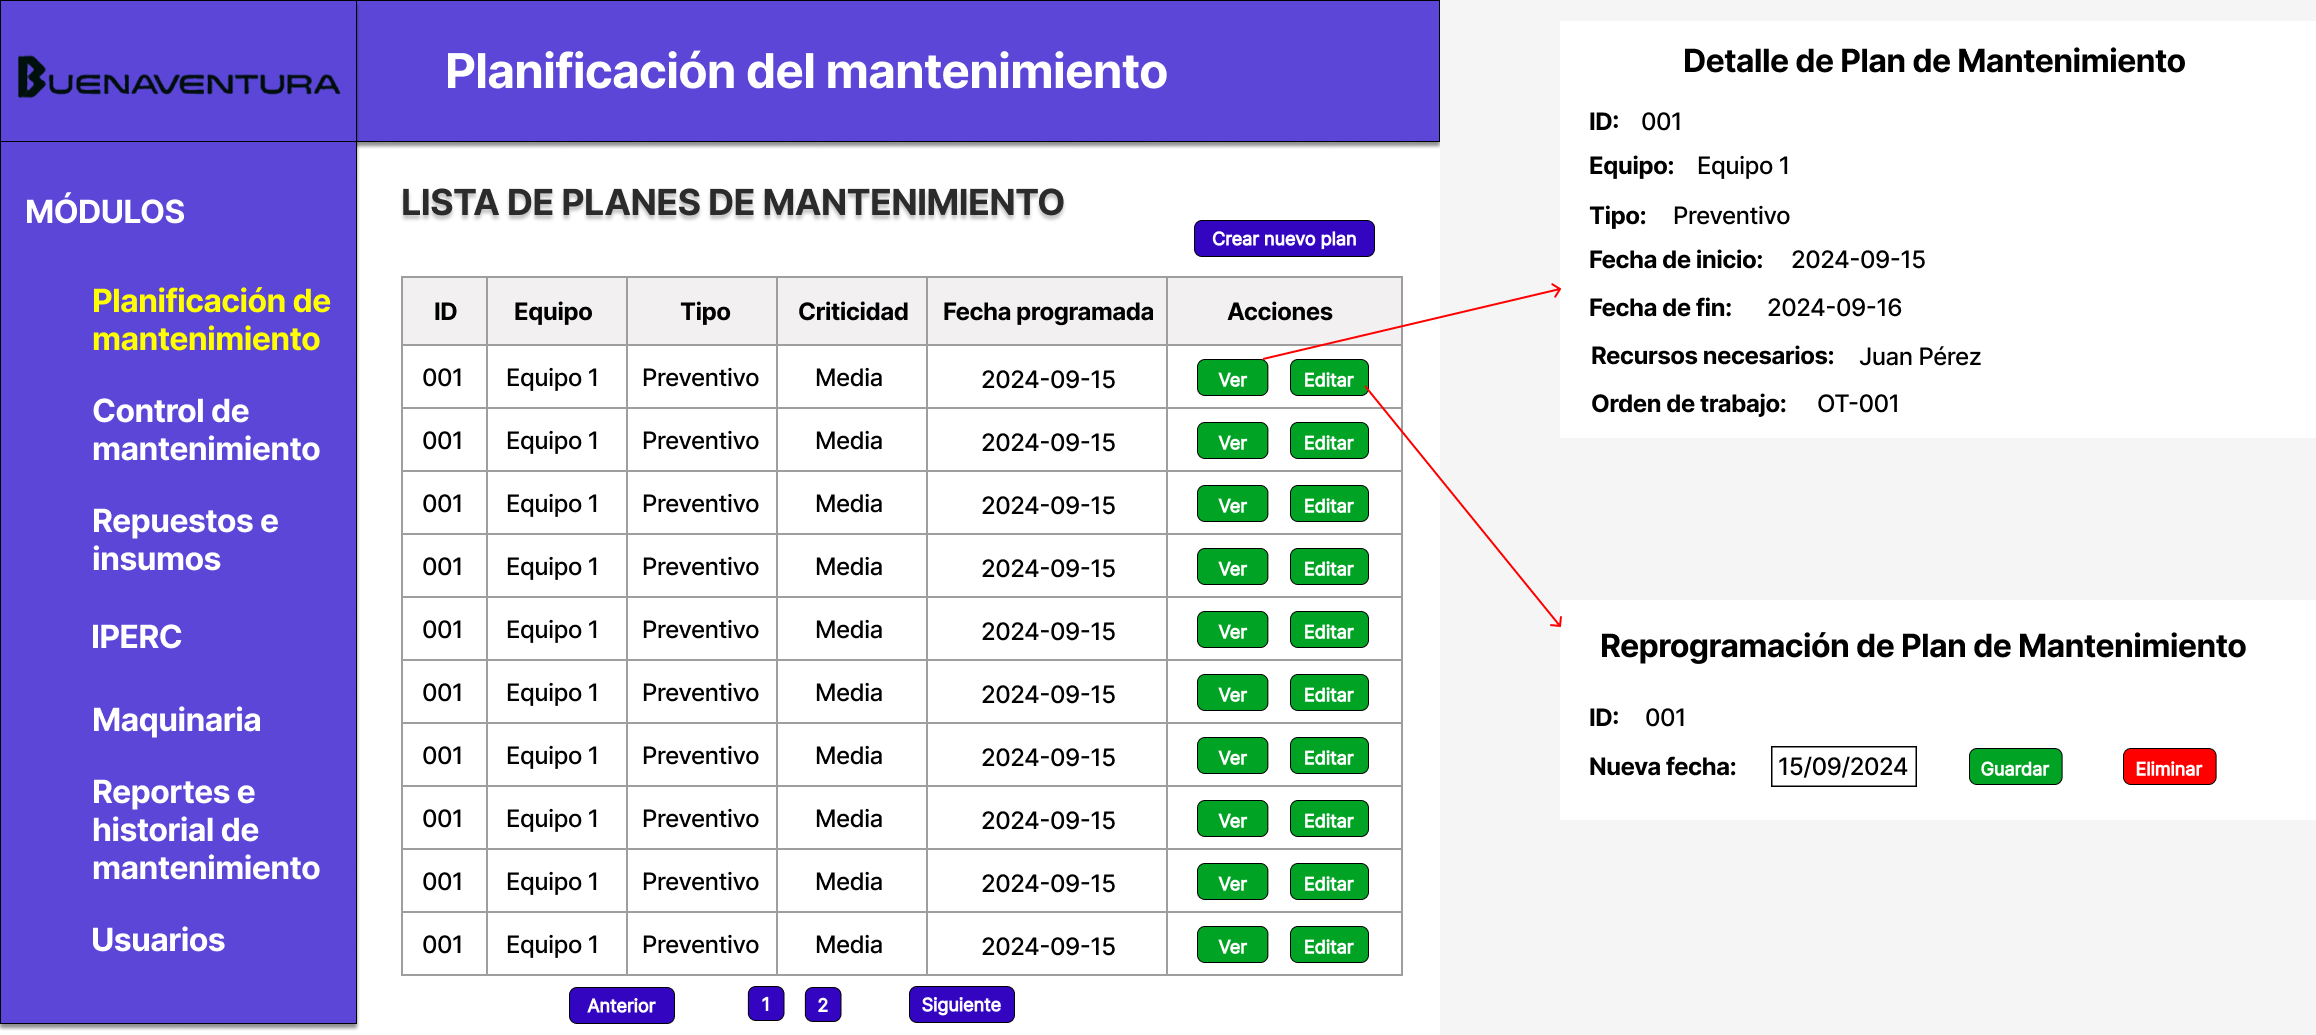 BUENAVENTURA
Planificación del mantenimiento
MÓDULOS
Planificación de
mantenimiento
Control de
mantenimiento
Repuestos e
insumos
IPERC
Maquinaria
Reportes e
historial de
mantenimiento
Usuarios
LISTA DE PLANES DE MANTENIMIENTO
Crear nuevo plan
ID Equipo Tipo Criticidad Fecha programada Acciones
001 Equipo 1 Preventivo Media 2024-09-15 Ver Editar
001 Equipo 1 Preventivo Media 2024-09-15 Ver Editar
001 Equipo 1 Preventivo Media 2024-09-15 Ver Editar
001 Equipo 1 Preventivo Media 2024-09-15 Ver Editar
001 Equipo 1 Preventivo Media 2024-09-15 Ver Editar
001 Equipo 1 Preventivo Media 2024-09-15 Ver Editar
001 Equipo 1 Preventivo Media 2024-09-15 Ver Editar
001 Equipo 1 Preventivo Media 2024-09-15 Ver Editar
001 Equipo 1 Preventivo Media 2024-09-15 Ver Editar
001 Equipo 1 Preventivo Media 2024-09-15 Ver Editar
Anterior 1 2 Siguiente
Detalle de Plan de Mantenimiento
ID: 001
Equipo: Equipo 1
Tipo: Preventivo
Fecha de inicio: 2024-09-15
Fecha de fin: 2024-09-16
Recursos necesarios: Juan Pérez
Orden de trabajo: OT-001
Reprogramación de Plan de Mantenimiento
ID: 001
Nueva fecha: 15/09/2024 Guardar Eliminar